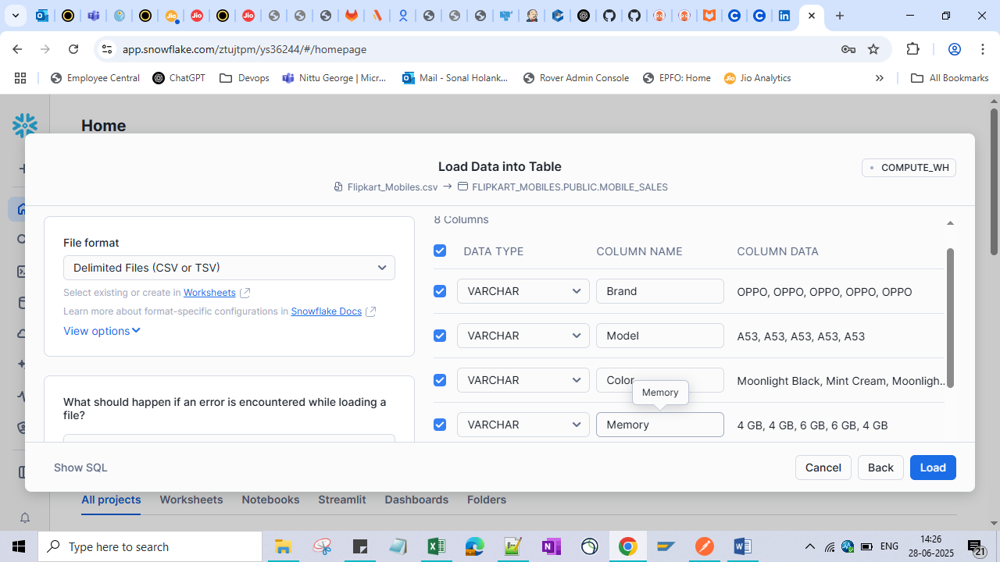 app.snowflake.com/ztujtpm/ys36244/#/homepage
Employee Central
ChatGPT
Devops
Nittu George | Micr...
Mail - Sonal Holank...
Rover Admin Console
EPFO: Home
Jio Analytics
All Bookmarks
Home
Load Data into Table
COMPUTE_WH
Flipkart_Mobiles.csv → FLIPKART_MOBILES.PUBLIC.MOBILE_SALES
File format
Delimited Files (CSV or TSV)
Select existing or create in Worksheets
Learn more about format-specific configurations in Snowflake Docs
View options
What should happen if an error is encountered while loading a
file?
8 Columns
DATA TYPE COLUMN NAME COLUMN DATA
VARCHAR Brand OPPO, OPPO, OPPO, OPPO, OPPO
VARCHAR Model A53, A53, A53, A53, A53
VARCHAR Color Moonlight Black, Mint Cream, Moonligh...
Memory
VARCHAR Memory 4 GB, 4 GB, 6 GB, 6 GB, 4 GB
Show SQL
Cancel
Back
Load
All projects Worksheets Notebooks Streamlit Dashboards Folders
Type here to search
ENG
14:26
28-06-2025
21